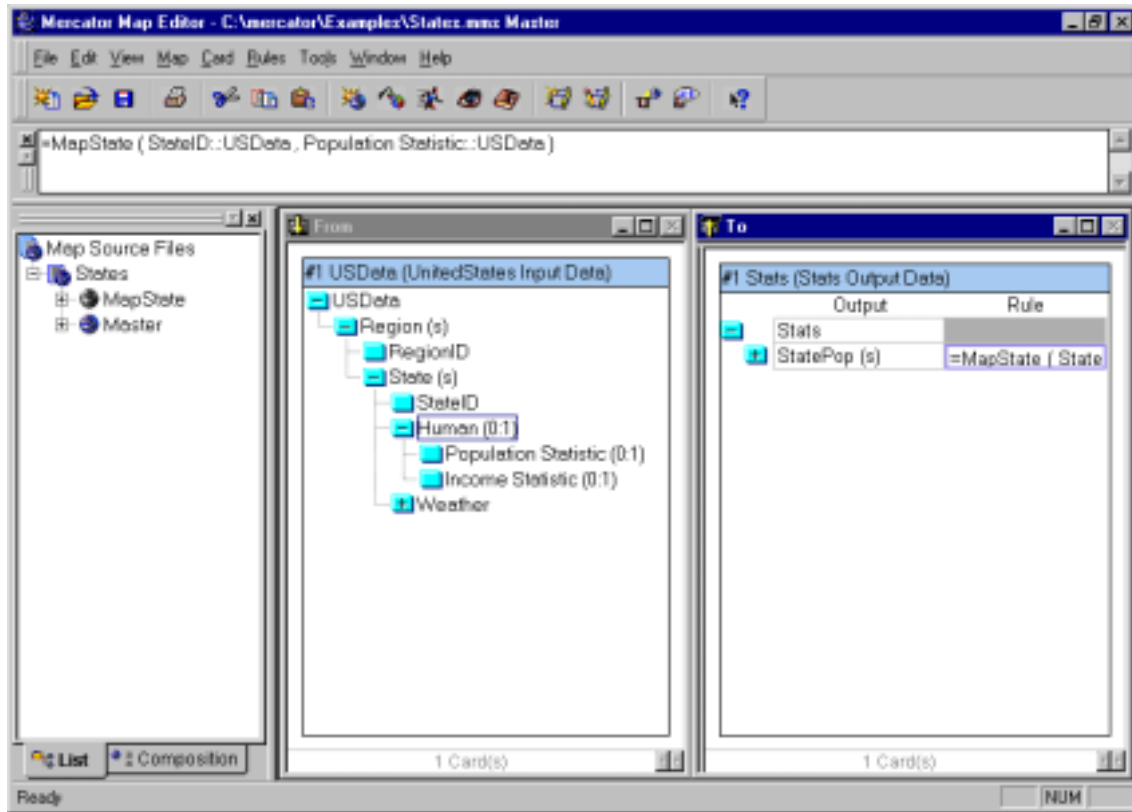 Mercator Map Editor - C:\mercator\Examples\States.mms Master
File Edit View Map Card Rules Tools Window Help
=MapState ( StateID:.:USData , Population Statistic:.:USData )
Map Source Files
States
MapState
Master
List
Composition
From
#1 USData (UnitedStates Input Data)
USData
Region (s)
RegionID
State (s)
StateID
Human (0:1)
Population Statistic (0:1)
Income Statistic (0:1)
Weather
1 Card(s)
To
#1 Stats (Stats Output Data)
Output Rule
Stats
StatePop (s) =MapState ( State
1 Card(s)
Ready NUM